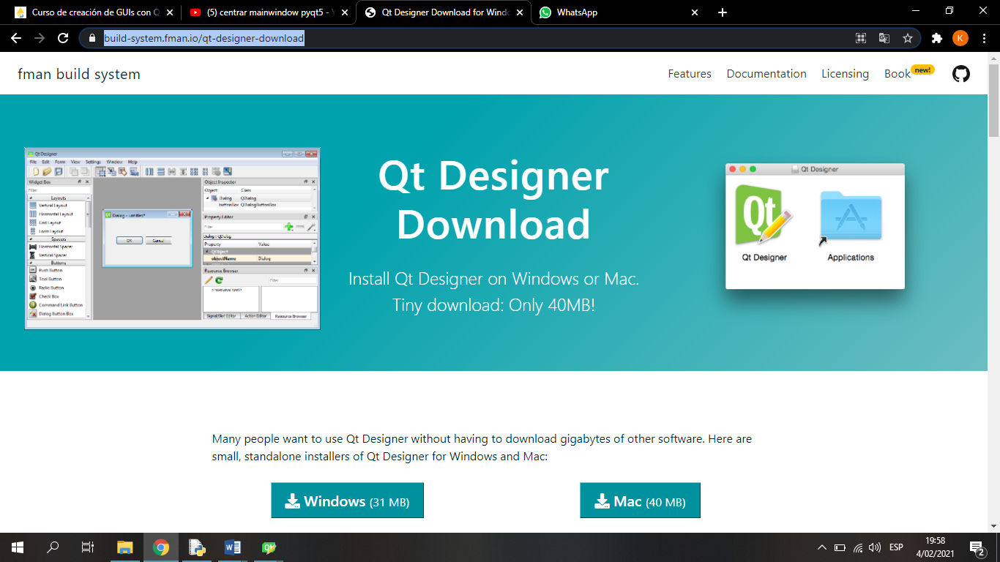 Curso de creación de GUIs con Q
(5) centrar mainwindow pyqt5 - Y
Qt Designer Download for Windo
WhatsApp
build-system.fman.io/qt-designer-download
K
fman build system
Features
Documentation
Licensing
Book
new!
Qt Designer
File Edit Form View Settings Window Help
Widget Box
Filter
Layouts
Vertical Layout
Horizontal Layout
Grid Layout
Form Layout
Spacers
Horizontal Spacer
Vertical Spacer
Buttons
Push Button
Tool Button
Radio Button
Check Box
Command Link Button
Dialog Button Box
Dialog - untitled*
OK
Cancel
Object Inspector
Object Class
Dialog QDialog
buttonBox QDialogButtonBox
Property Editor
Filter
Dialog : QDialog
Property Value
QObject
objectName Dialog
Resource Browser
Filter
<resource root>
Signal/Slot Editor
Action Editor
Resource Browser
Qt Designer
Download
Install Qt Designer on Windows or Mac.
Tiny download: Only 40MB!
Qt Designer
Qt
Qt Designer
Applications
Many people want to use Qt Designer without having to download gigabytes of other software. Here are
small, standalone installers of Qt Designer for Windows and Mac:
Windows (31 MB)
Mac (40 MB)
ESP
19:58
4/02/2021
2